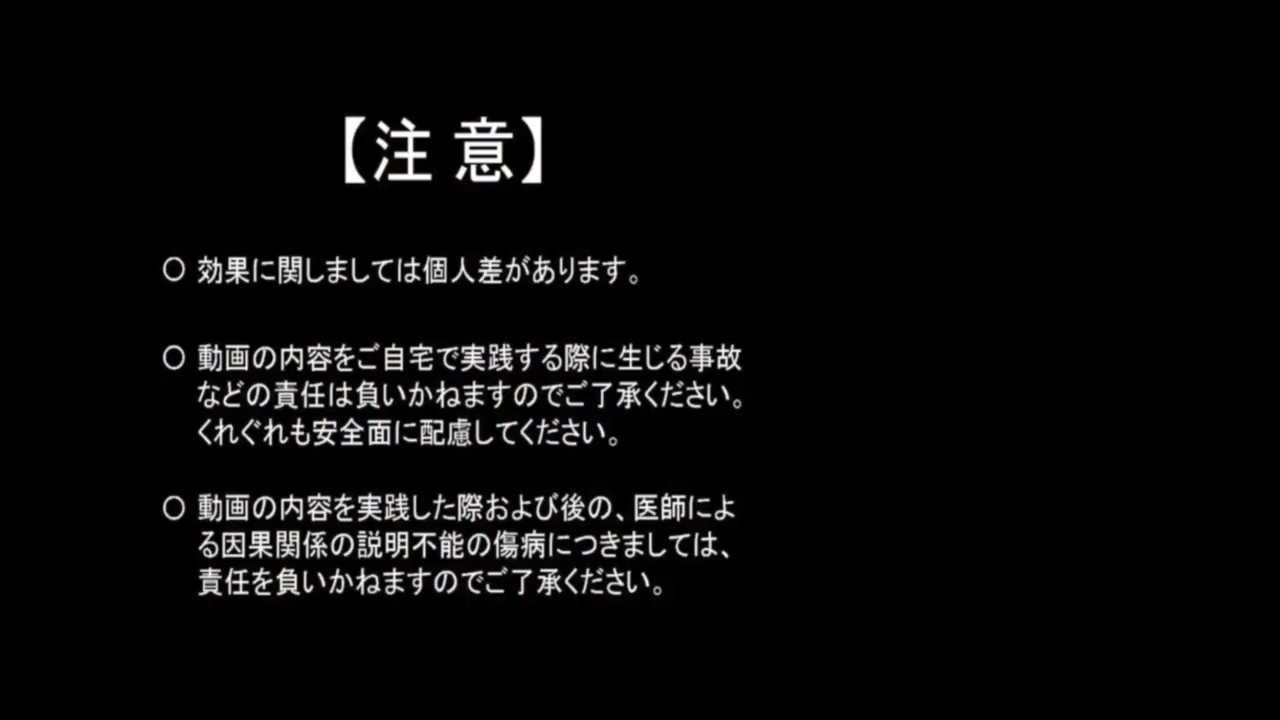 【注 意】
○ 効果に関しましては個人差があります。
○ 動画の内容をご自宅で実践する際に生じる事故
などの責任は負いかねますのでご了承ください。
くれぐれも安全面に配慮してください。
○ 動画の内容を実践した際および後の、医師によ
る因果関係の説明不能の傷病につきましては、
責任を負いかねますのでご了承ください。